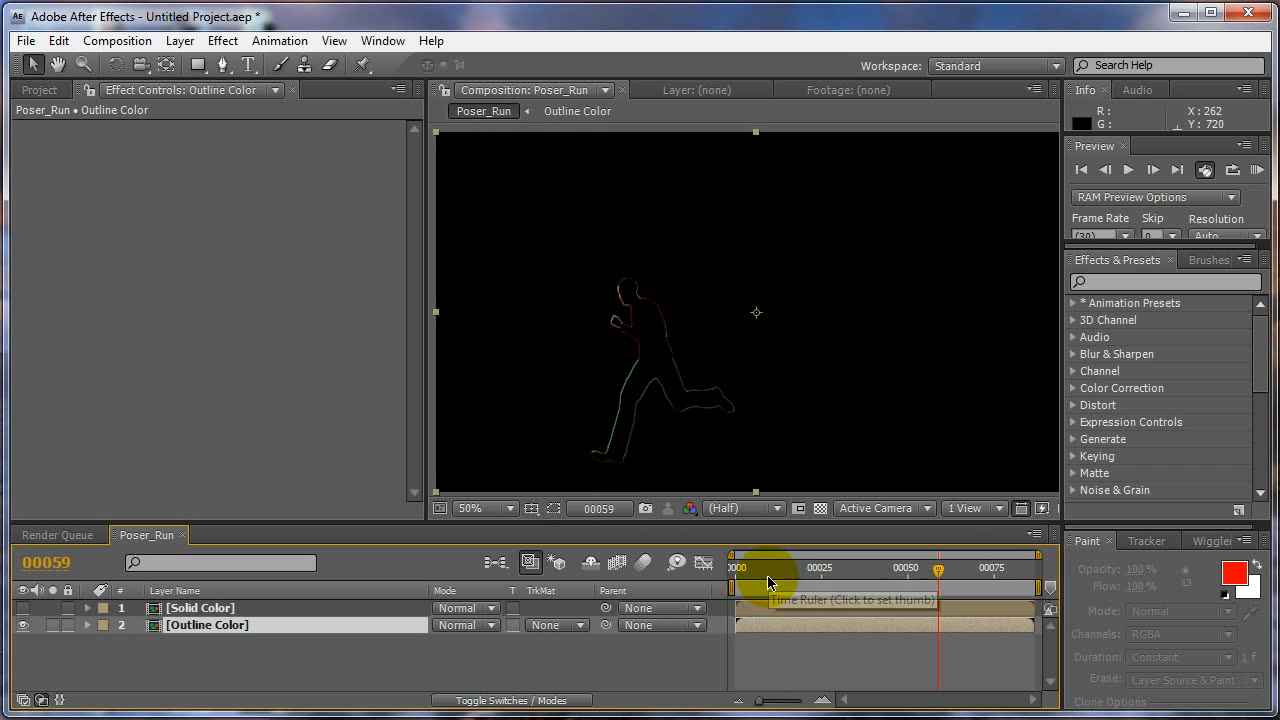 Adobe After Effects - Untitled Project.aep *
File Edit Composition Layer Effect Animation View Window Help
Workspace: Standard Search Help
Project Effect Controls: Outline Color Composition: Poser_Run Layer: (none) Footage: (none) Info Audio
Poser_Run • Outline Color Poser_Run Outline Color R: X: 262
G: Y: 720
Preview
RAM Preview Options
Frame Rate Skip Resolution
(30) 0 Auto
Effects & Presets Brushes
* Animation Presets
3D Channel
Audio
Blur & Sharpen
Channel
Color Correction
Distort
Expression Controls
Generate
Keying
Matte
Noise & Grain
50% 00059 (Half) Active Camera 1 View
Render Queue Poser_Run Paint Tracker Wiggler
00059 0000 00025 00050 00075
# Layer Name Mode T TrkMat Parent
Time Ruler (Click to set thumb)
1 [Solid Color] Normal None
2 [Outline Color] Normal None None
Toggle Switches / Modes
Opacity: 100 %
Flow: 100 % 13
Mode: Normal
Channels: RGBA
Duration: Constant 1 f
Erase: Layer Source & Paint
Clone Options